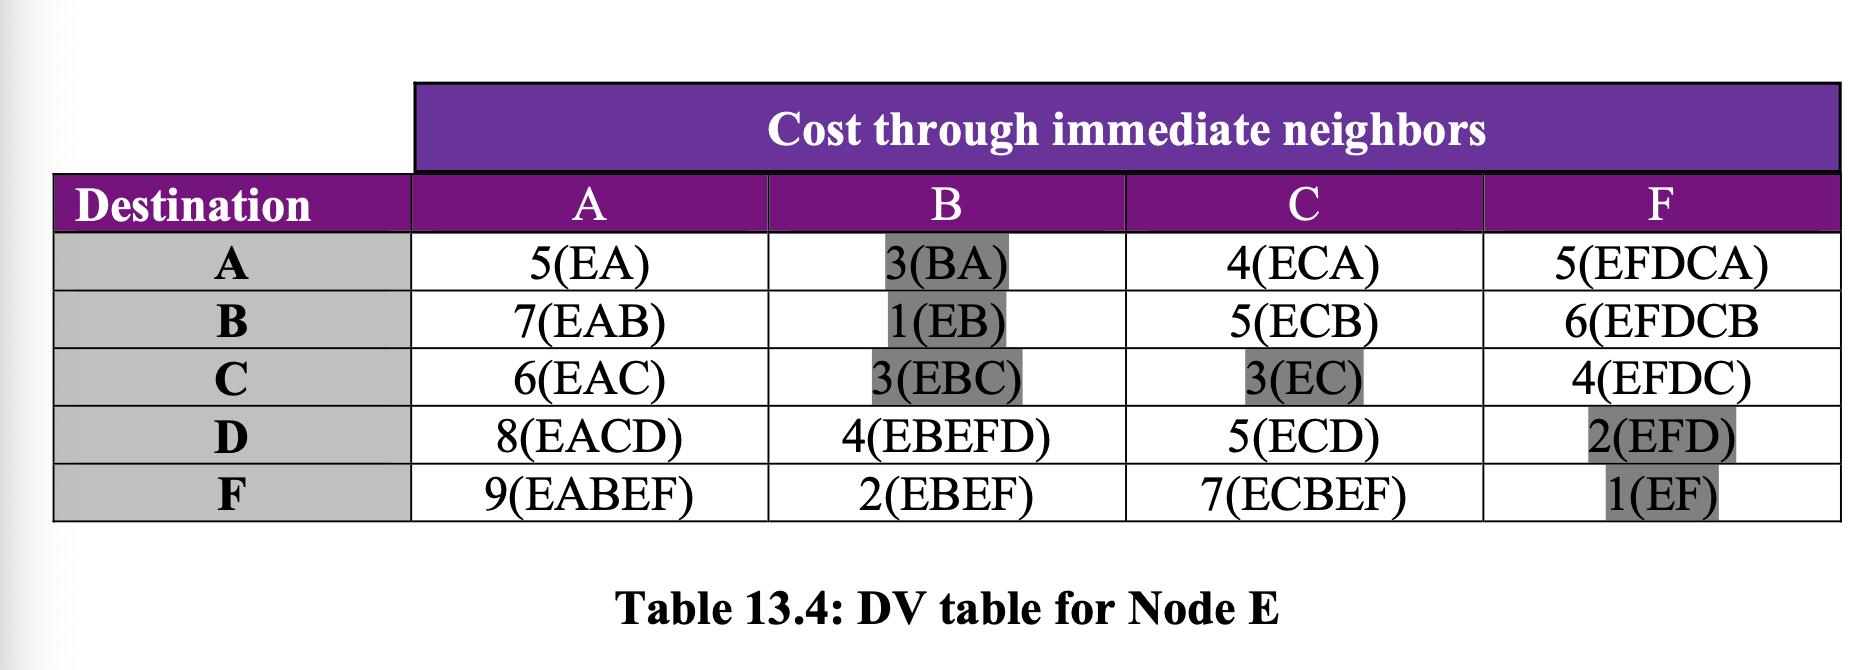 Cost through immediate neighbors
Destination A B C F
A 5(EA) 3(BA) 4(ECA) 5(EFDCA)
B 7(EAB) 1(EB) 5(ECB) 6(EFDCB
C 6(EAC) 3(EBC) 3(EC) 4(EFDC)
D 8(EACD) 4(EBEFD) 5(ECD) 2(EFD)
F 9(EABEF) 2(EBEF) 7(ECBEF) 1(EF)
Table 13.4: DV table for Node E